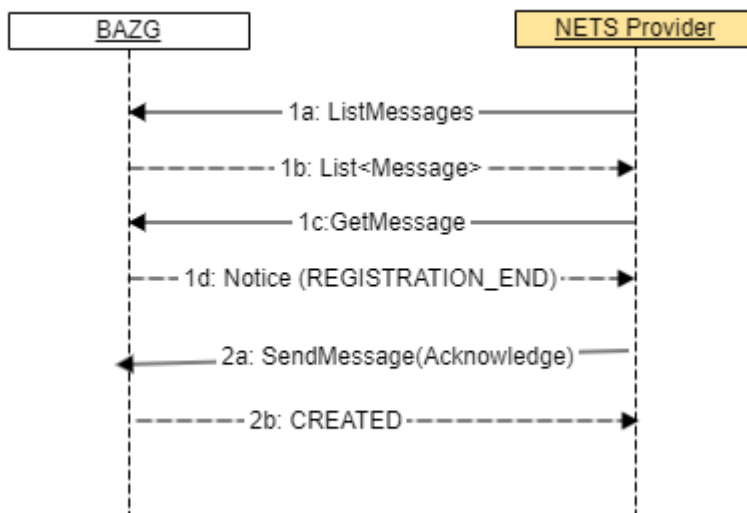 BAZG
NETS Provider
1a: ListMessages
1b: List<Message>
1c:GetMessage
1d: Notice (REGISTRATION_END)
2a: SendMessage(Acknowledge)
2b: CREATED